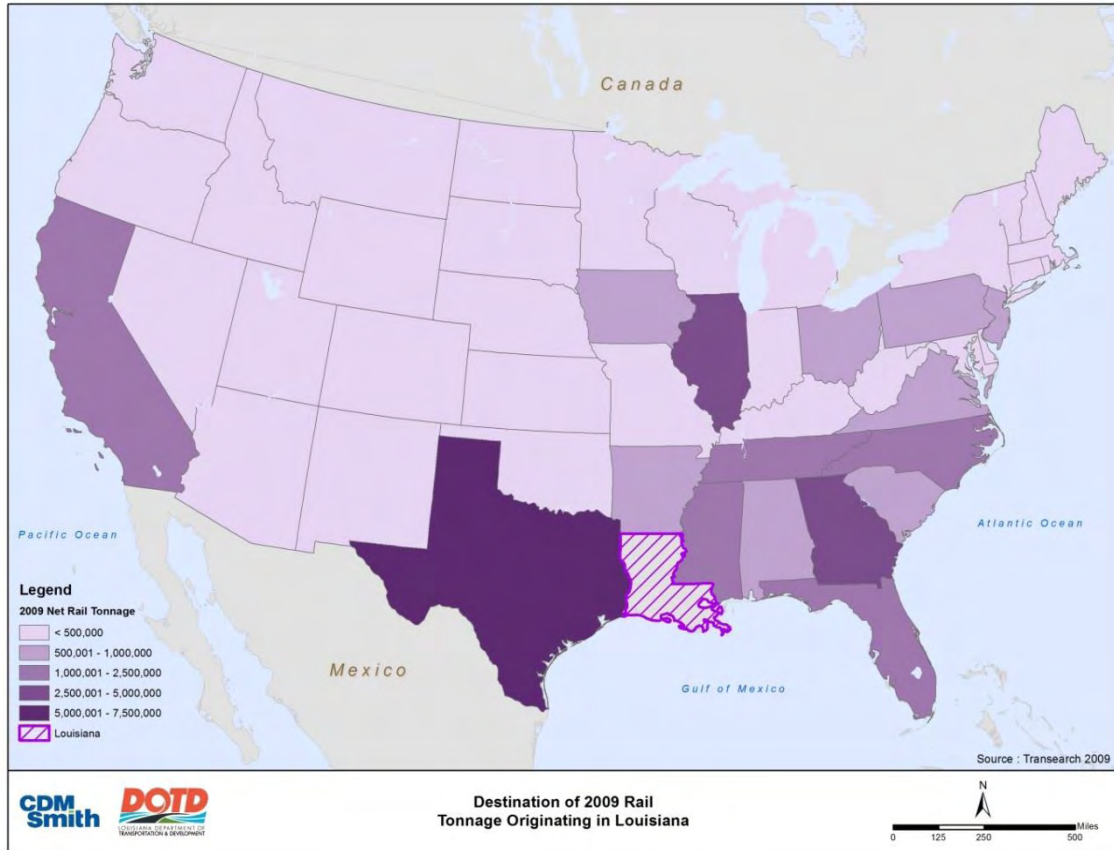 Canada
Pacific Ocean
Atlantic Ocean
Mexico
Gulf of Mexico
Legend
2009 Net Rail Tonnage
< 500,000
500,001 - 1,000,000
1,000,001 - 2,500,000
2,500,001 - 5,000,000
5,000,001 - 7,500,000
Louisiana
Source : Transearch 2009
CDM
Smith
DOTD
LOUISIANA DEPARTMENT OF
TRANSPORTATION & DEVELOPMENT
Destination of 2009 Rail
Tonnage Originating in Louisiana
N
Miles
0 125 250 500